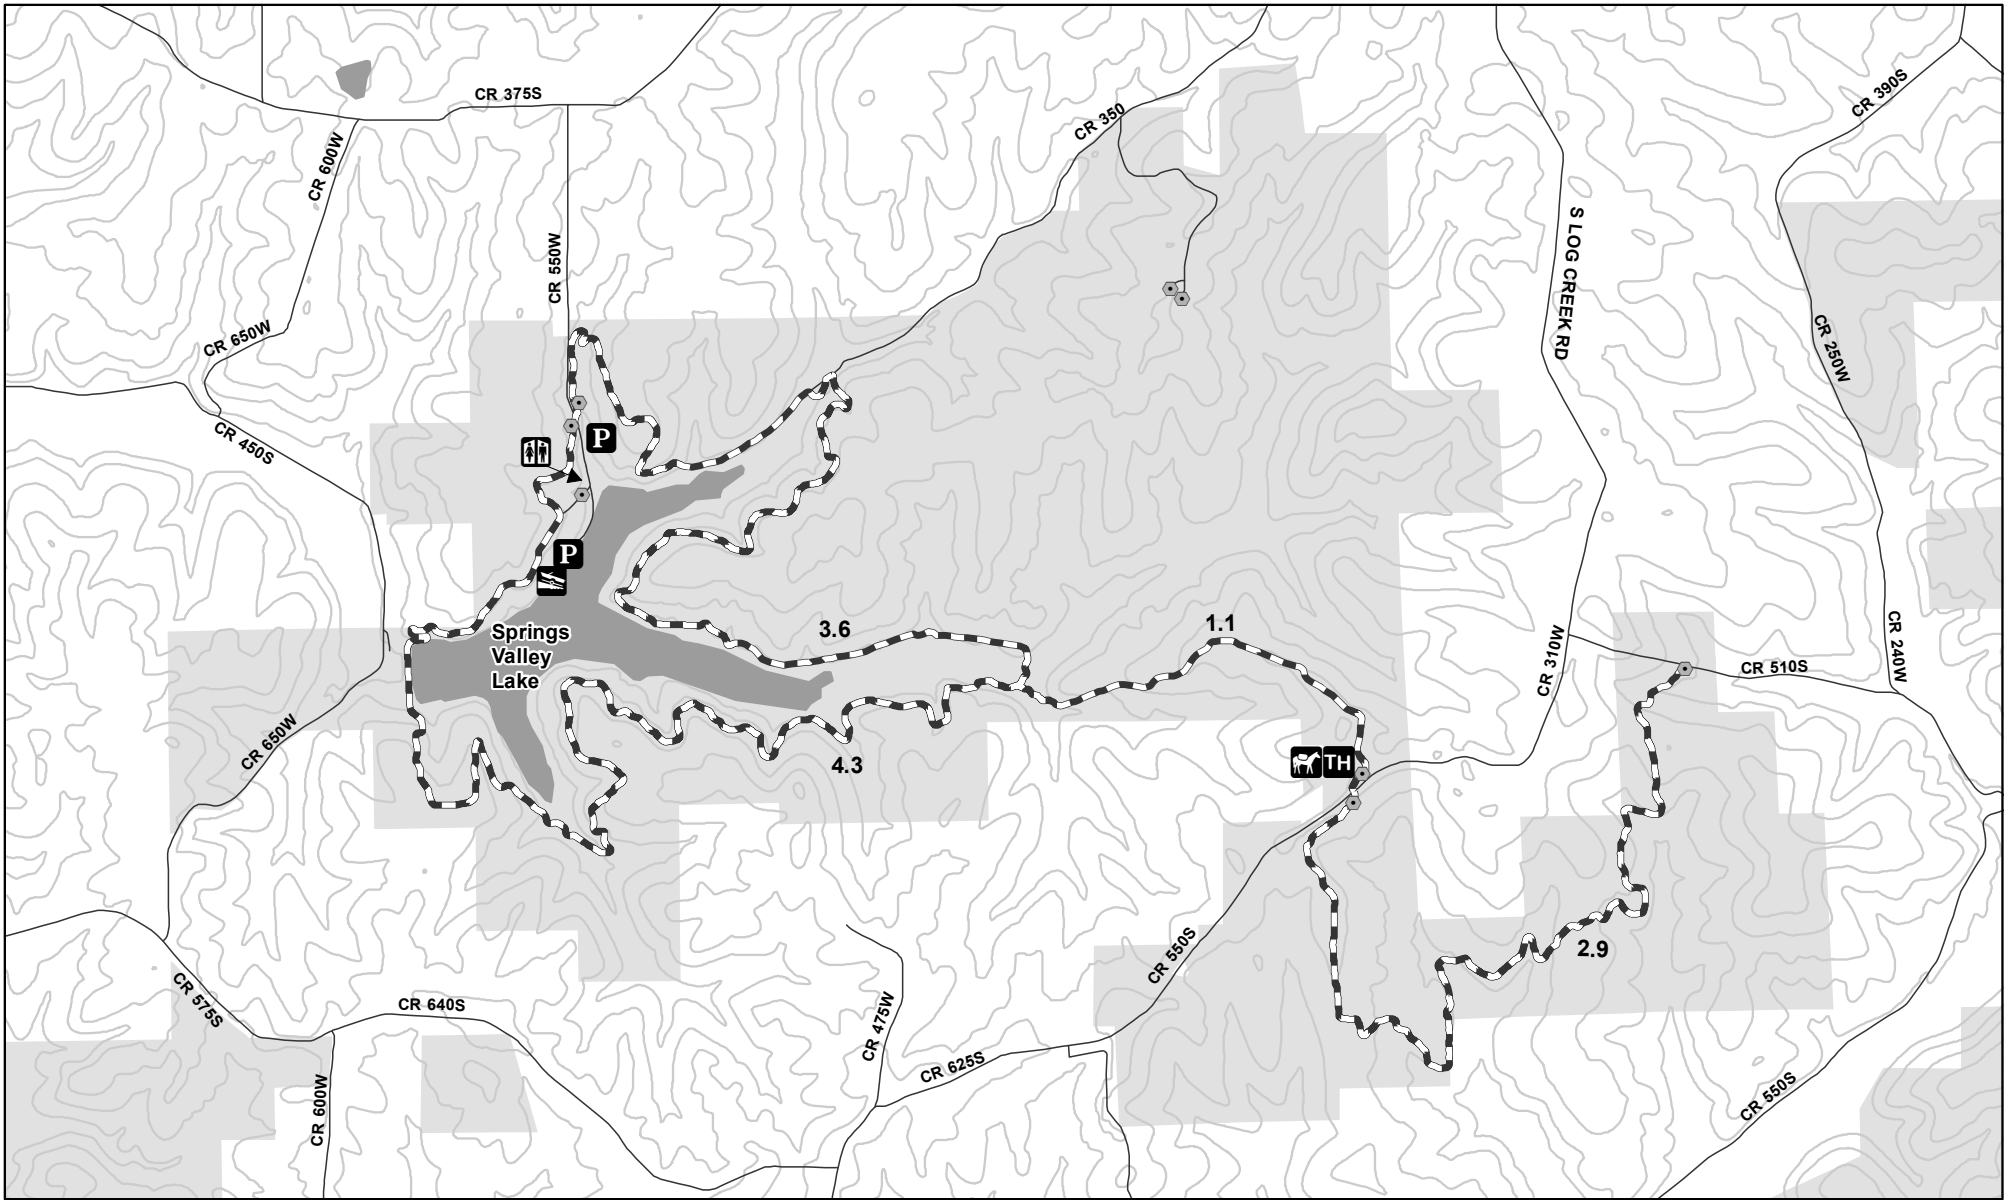 CR 375S
CR 390S
CR 350
CR 600W
S LOG CREEK RD
CR 550W
CR 650W
CR 250W
CR 450S
P
P
Springs
Valley
Lake
3.6
1.1
CR 310W
CR 240W
CR 510S
CR 650W
4.3
TH
2.9
CR 550S
CR 575S
CR 640S
CR 475W
CR 625S
CR 600W
CR 550S